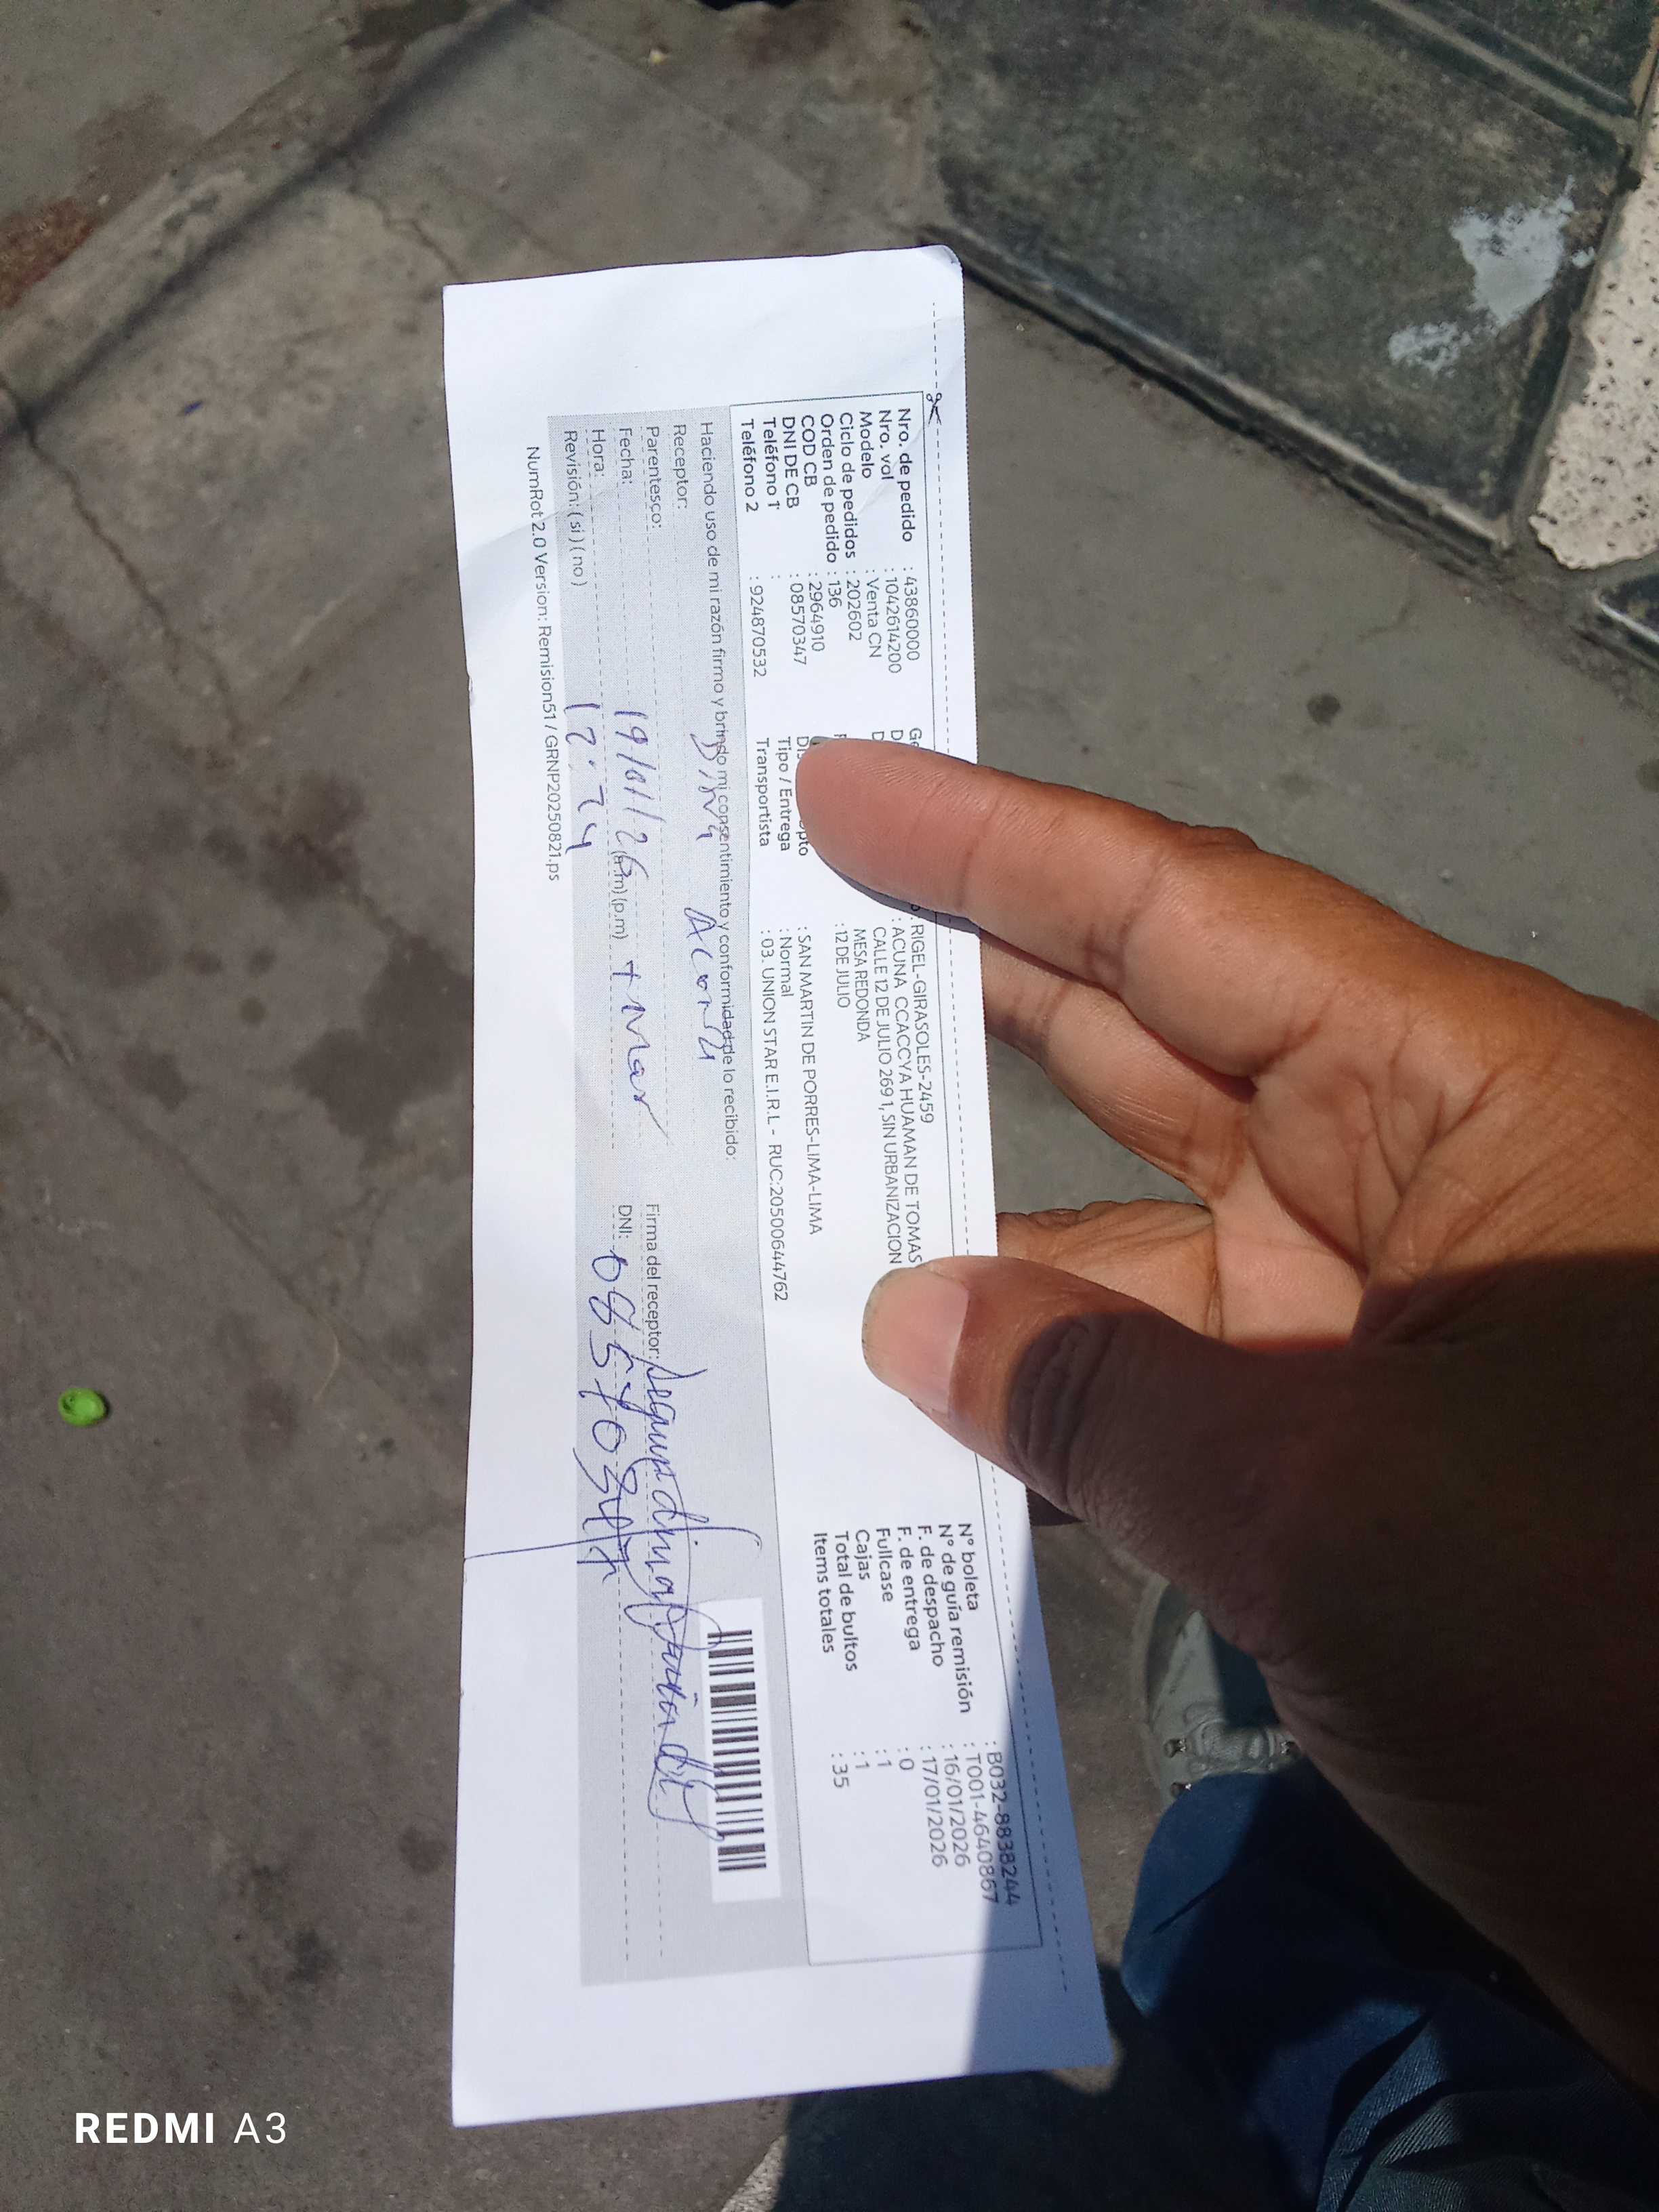 Nro. de pedido : 43860000
Nro. vol : 1042614200
Modelo : Venta CN
Ciclo de pedidos : 202602
Orden de pedido : 136
COD CB : 2964910
DNI DE CB : 08570347
Teléfono 1 :
Teléfono 2 : 924870532
: RIGEL-GIRASOLES-2459
: ACUNA CCACCYA HUAMAN DE TOMAS
CALLE 12 DE JULIO 2691, SIN URBANIZACION
MESA REDONDA
: 12 DE JULIO
: SAN MARTIN DE PORRES-LIMA-LIMA
Tipo / Entrega : Normal
Transportista : 03. UNION STAR E.I.R.L - RUC:20500644762
N° boleta : B032-8838244
N° de guía remisión : T001-4640867
F. de despacho : 16/01/2026
F. de entrega : 17/01/2026
Fullcase : 0
Cajas : 1
Total de bultos : 1
Items totales : 35
Haciendo uso de mi razón firmo y brindo mi consentimiento y conformidad de lo recibido:
Receptor: Dina
Parentesco:
Fecha: 19/01/26
Hora: (a.m) (p.m)
Revisión: ( si ) ( no )
Firma del receptor:
DNI: 08570347
NumRot 2.0 Version: Remision51 / GRNP20250821.ps
REDMI A3